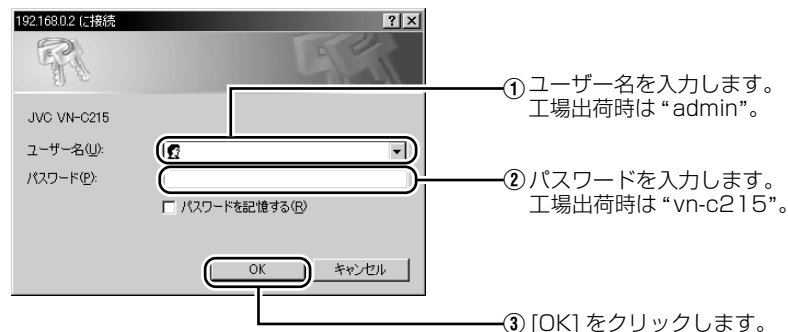 192.168.0.2 に接続
JVC VN-C215
ユーザー名(U):
パスワード(P):
パスワードを記憶する(R)
OK
キャンセル
① ユーザー名を入力します。
工場出荷時は “admin”。
② パスワードを入力します。
工場出荷時は “vn-c215”。
③ [OK] をクリックします。